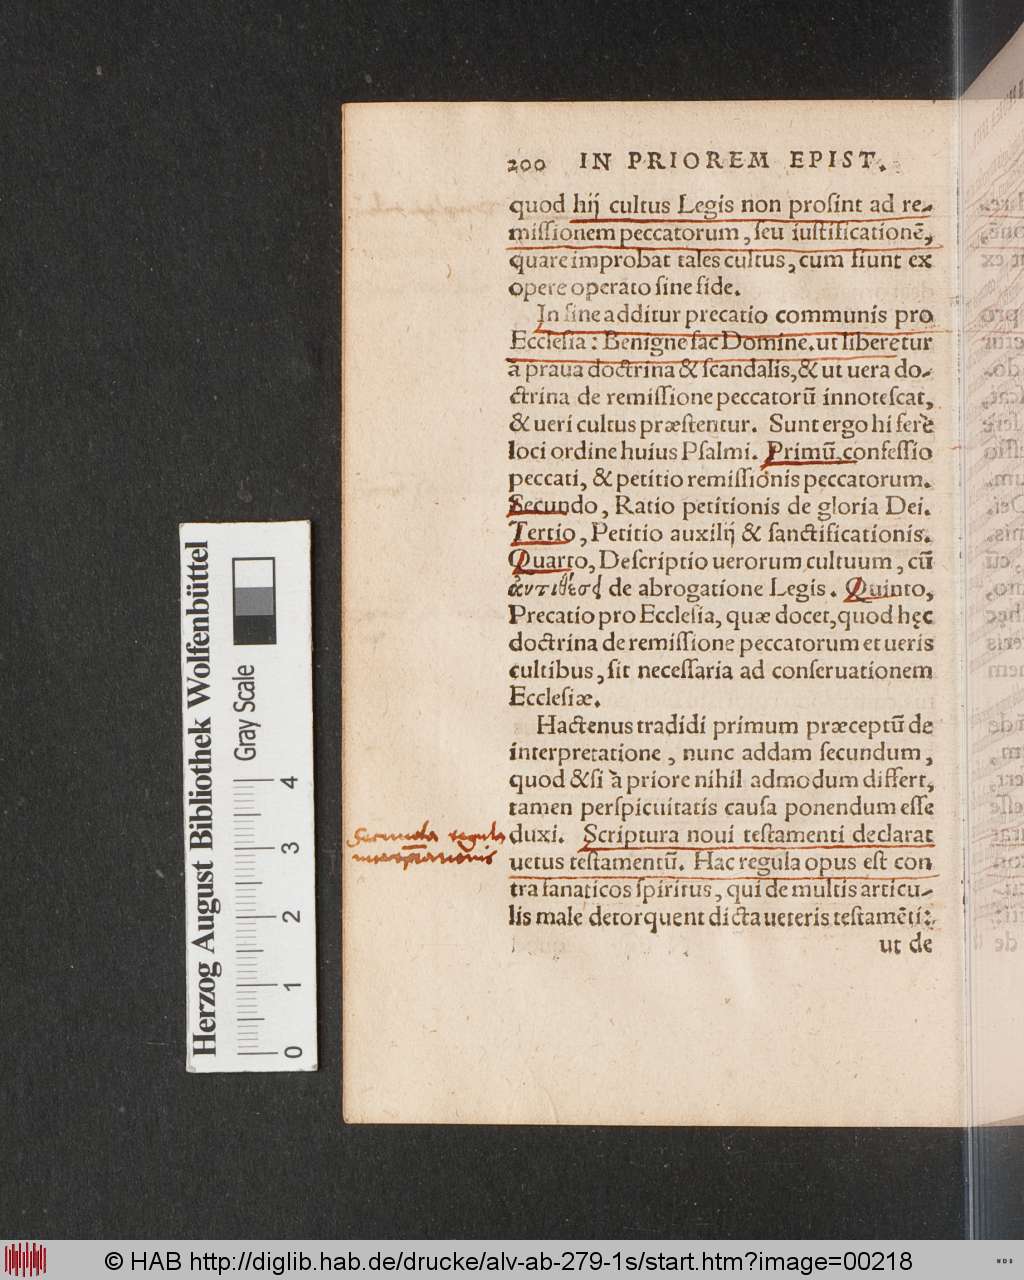 200 IN PRIOREM EPIST.
quod hij cultus Legis non proſint ad re-
miſſionem peccatorum, ſeu iuſtificationē,
quare improbat tales cultus, cum fiunt ex
opere operato ſine fide.
In fine additur precatio communis pro
Eccleſia: Benigne fac Domine. ut liberetur
à praua doctrina & ſcandalis, & ut uera do-
ctrina de remiſſione peccatorū innoteſcat,
& ueri cultus præſtentur. Sunt ergo hi ferè
loci ordine huius Pſalmi. Primū, confeſſio
peccati, & petitio remiſſionis peccatorum.
Secundo, Ratio petitionis de gloria Dei.
Tertio, Petitio auxilij & ſanctificationis.
Quarto, Deſcriptio uerorum cultuum, cū
ἀντιθέσει de abrogatione Legis. Quinto,
Precatio pro Eccleſia, quæ docet, quod hęc
doctrina de remiſſione peccatorum et ueris
cultibus, ſit neceſſaria ad conſeruationem
Eccleſiæ.
Hactenus tradidi primum præceptū de
interpretatione, nunc addam ſecundum,
quod & ſi à priore nihil admodum differt,
tamen perſpicuitatis cauſa ponendum eſſe
duxi. Scriptura noui teſtamenti declarat
uetus teſtamentū. Hac regula opus eſt con
tra fanaticos ſpiritus, qui de multis articu-
lis male detorquent dicta ueteris teſtamēti:
ut de
Secunda regula
interpretationis
Herzog August Bibliothek Wolfenbüttel
Gray Scale
0 1 2 3 4
© HAB http://diglib.hab.de/drucke/alv-ab-279-1s/start.htm?image=00218